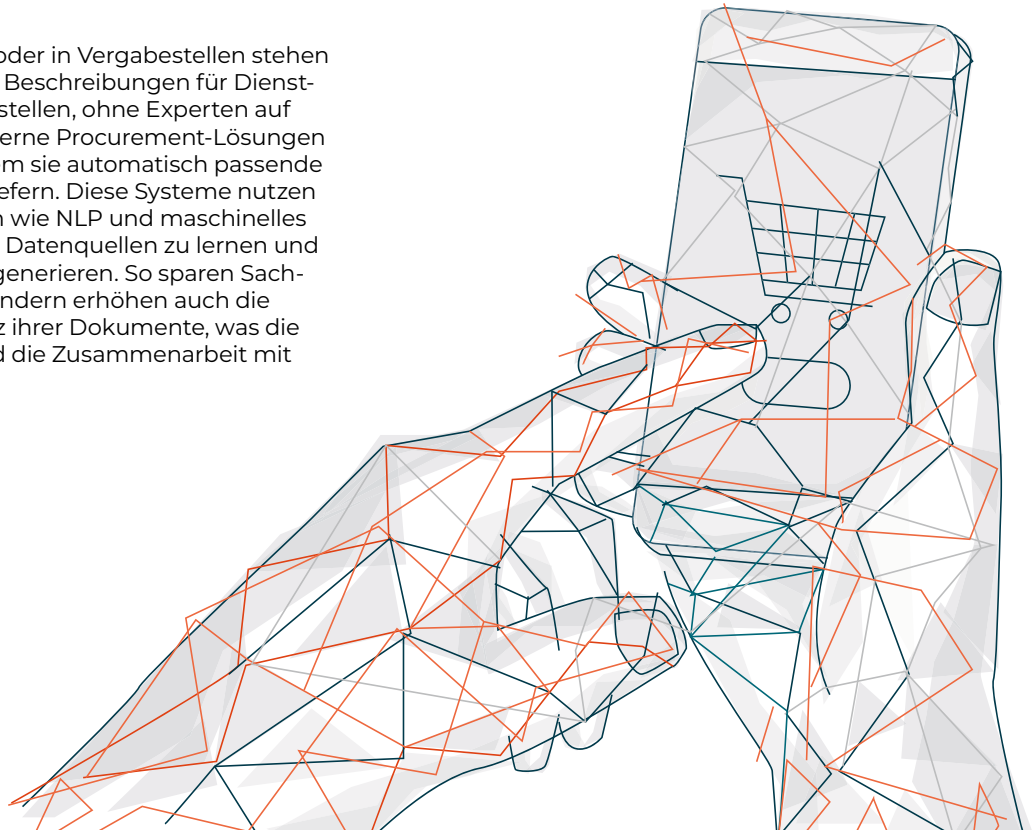 oder in Vergabestellen stehen
Beschreibungen für Dienst-
stellen, ohne Experten auf
erne Procurement-Lösungen
em sie automatisch passende
efern. Diese Systeme nutzen
n wie NLP und maschinelles
Datenquellen zu lernen und
generieren. So sparen Sach-
ndern erhöhen auch die
z ihrer Dokumente, was die
d die Zusammenarbeit mit